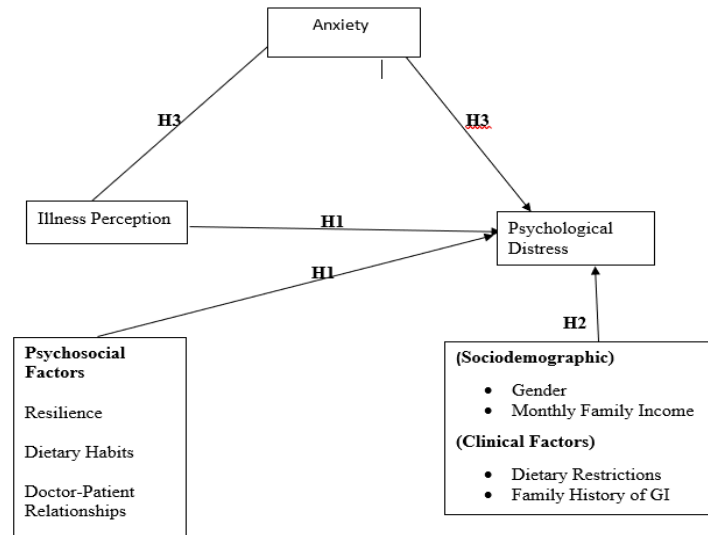 Anxiety
H3
H3
Illness Perception
H1
Psychological
Distress
H1
H2
Psychosocial
Factors
Resilience
Dietary Habits
Doctor-Patient
Relationships
(Sociodemographic)
• Gender
• Monthly Family Income
(Clinical Factors)
• Dietary Restrictions
• Family History of GI